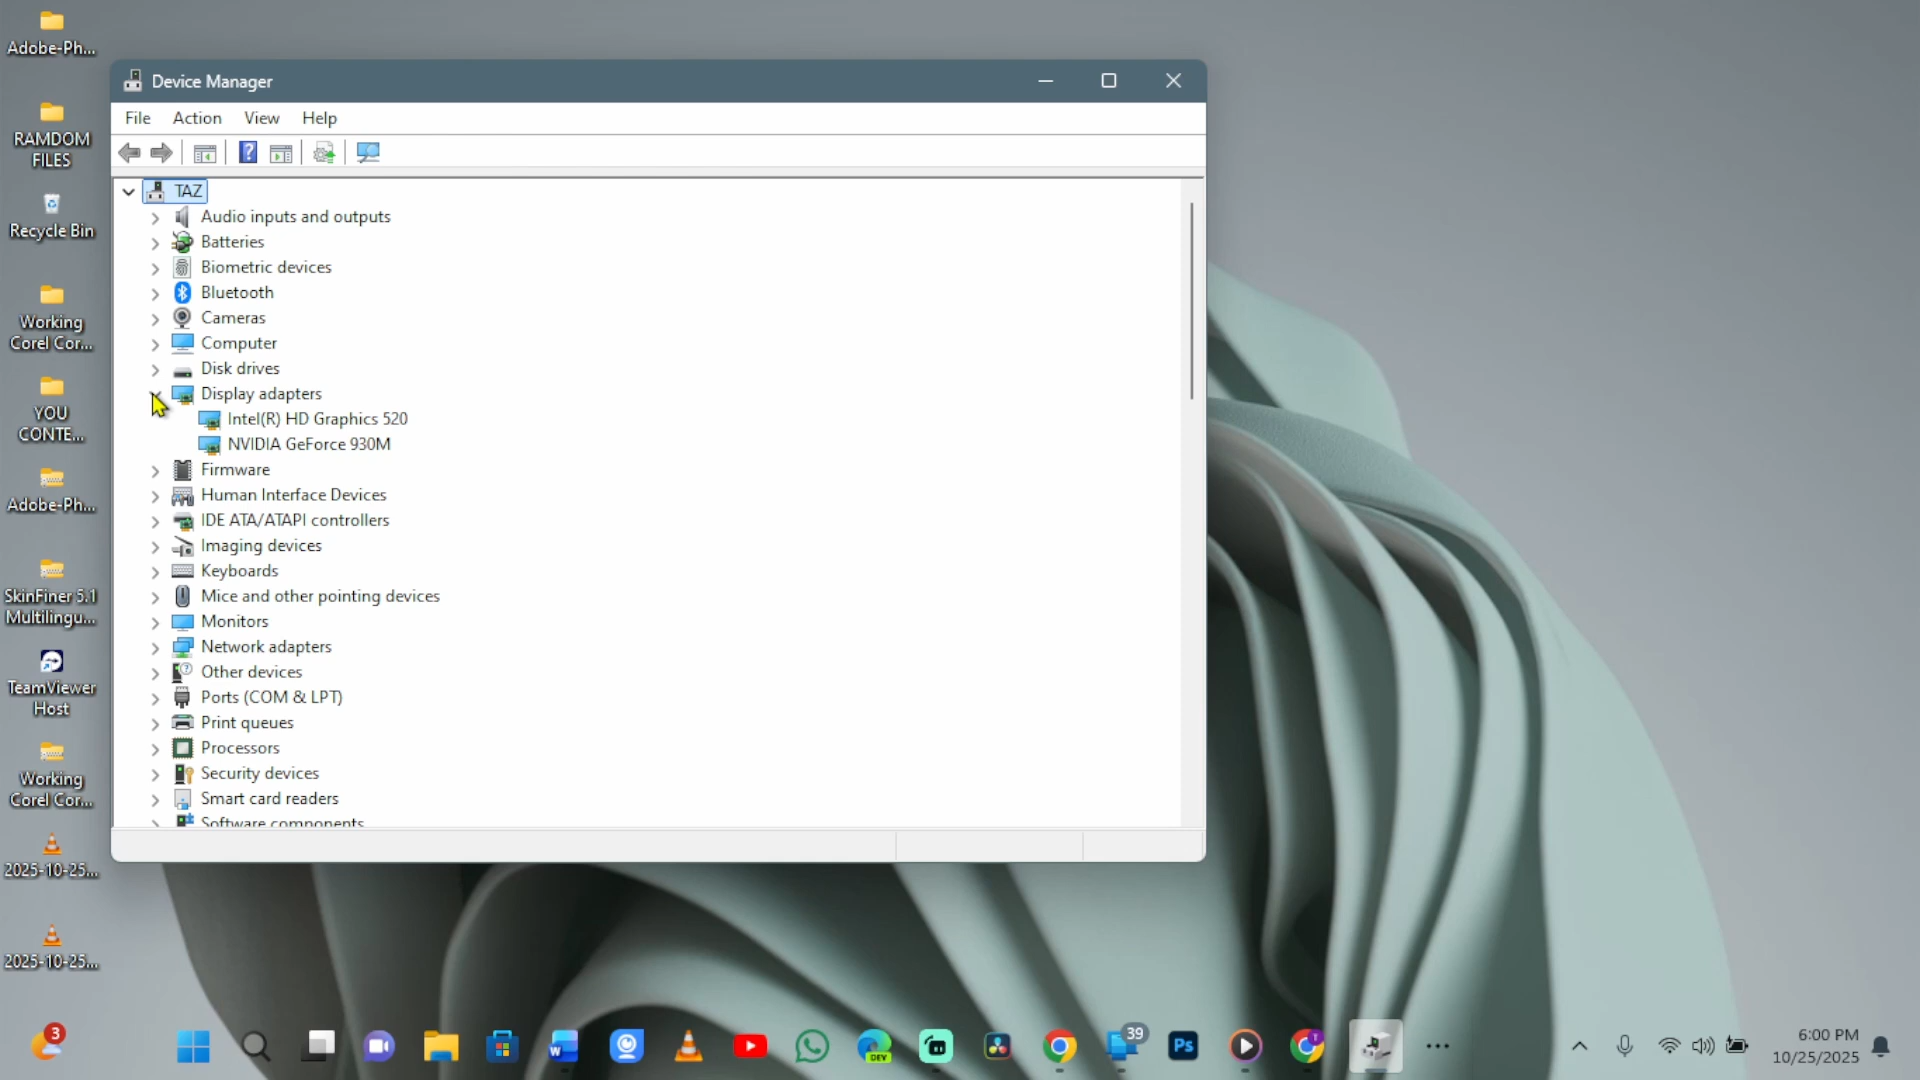 Adobe-Ph...
RAMDOM
FILES
Recycle Bin
Working
Corel Cor...
YOU
CONTE...
Adobe-Ph...
SkinFiner 5.1
Multilingu...
TeamViewer
Host
Working
Corel Cor...
2025-10-25...
2025-10-25...
Device Manager
File Action View Help
TAZ
Audio inputs and outputs
Batteries
Biometric devices
Bluetooth
Cameras
Computer
Disk drives
Display adapters
Intel(R) HD Graphics 520
NVIDIA GeForce 930M
Firmware
Human Interface Devices
IDE ATA/ATAPI controllers
Imaging devices
Keyboards
Mice and other pointing devices
Monitors
Network adapters
Other devices
Ports (COM & LPT)
Print queues
Processors
Security devices
Smart card readers
Software components
3
W
DEV
39
Ps
T
6:00 PM
10/25/2025